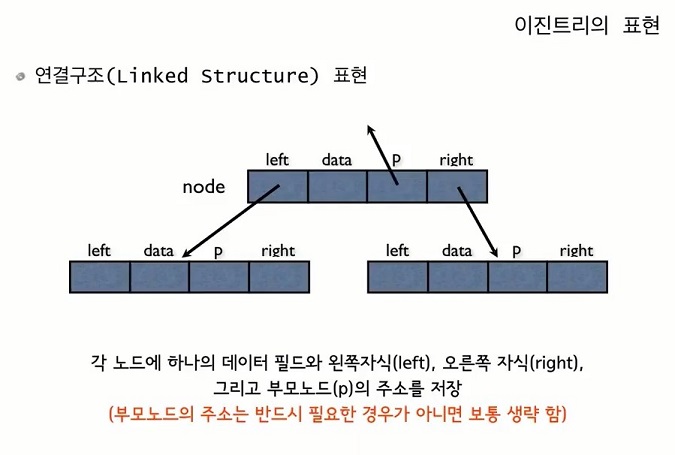 이진트리의 표현
연결구조(Linked Structure) 표현
left data p right
node
left data p right
left data p right
각 노드에 하나의 데이터 필드와 왼쪽자식(left), 오른쪽 자식(right),
그리고 부모노드(p)의 주소를 저장
(부모노드의 주소는 반드시 필요한 경우가 아니면 보통 생략 함)